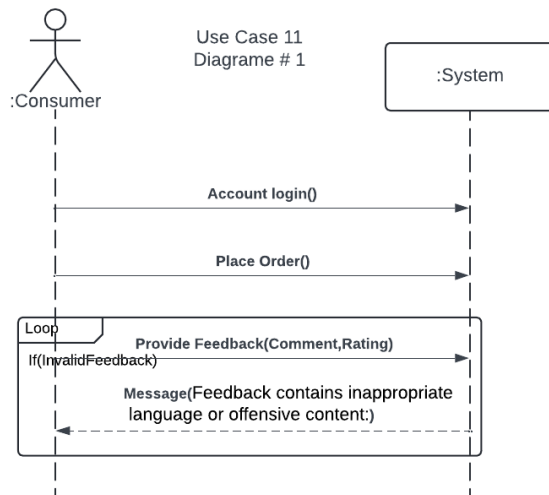 Use Case 11
Diagrame # 1
:Consumer
:System
Account login()
Place Order()
Loop
Provide Feedback(Comment,Rating)
If(InvalidFeedback)
Message(Feedback contains inappropriate
language or offensive content:)